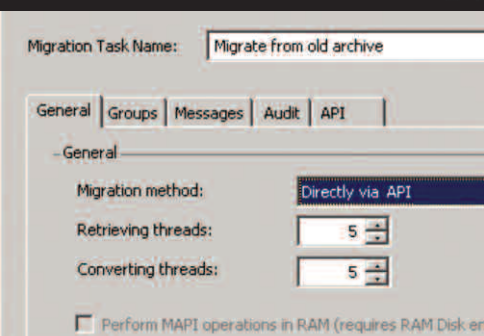 Migration Task Name: Migrate from old archive
General Groups Messages Audit API
General
Migration method: Directly via API
Retrieving threads: 5
Converting threads: 5
Perform MAPI operations in RAM (requires RAM Disk